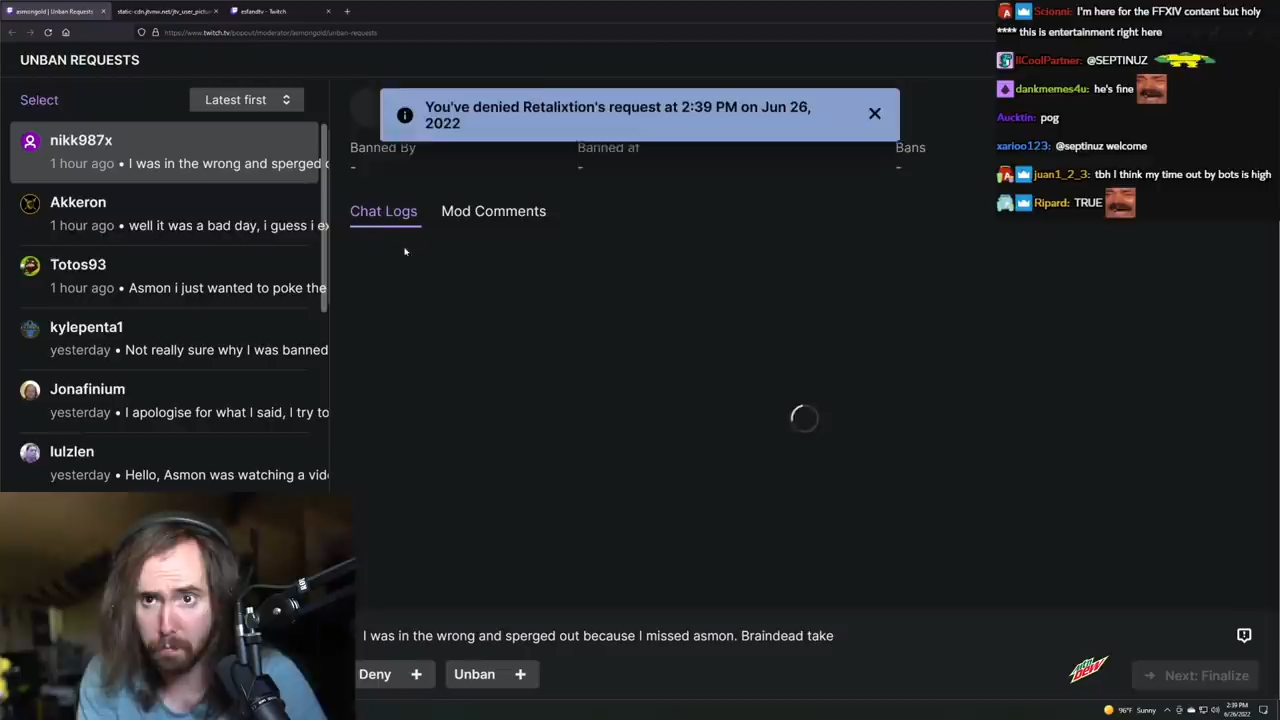 asmongold | Unban Requests
static-cdn.jtvnw.net/jtv_user_pictur
esfandtv - Twitch
https://www.twitch.tv/popout/moderator/asmongold/unban-requests
UNBAN REQUESTS
Select
Latest first
nikk987x
1 hour ago • I was in the wrong and sperged o
Akkeron
1 hour ago • well it was a bad day, i guess i ex
Totos93
1 hour ago • Asmon i just wanted to poke the
kylepenta1
yesterday • Not really sure why I was banned
Jonafinium
yesterday • I apologise for what I said, I try to
lulzlen
yesterday • Hello, Asmon was watching a vid
You've denied Retalixtion's request at 2:39 PM on Jun 26,
2022
Banned By
Banned at
Bans
-
-
-
Chat Logs
Mod Comments
I was in the wrong and sperged out because I missed asmon. Braindead take
Deny +
Unban +
Next: Finalize
mtn dew
Scionni: I'm here for the FFXIV content but holy
**** this is entertainment right here
IlCoolPartner: @SEPTINUZ
dankmemes4u: he's fine
Aucktin: pog
xarioo123: @septinuz welcome
juan1_2_3: tbh I think my time out by bots is high
Ripard: TRUE
96°F Sunny
2:39 PM
6/26/2022